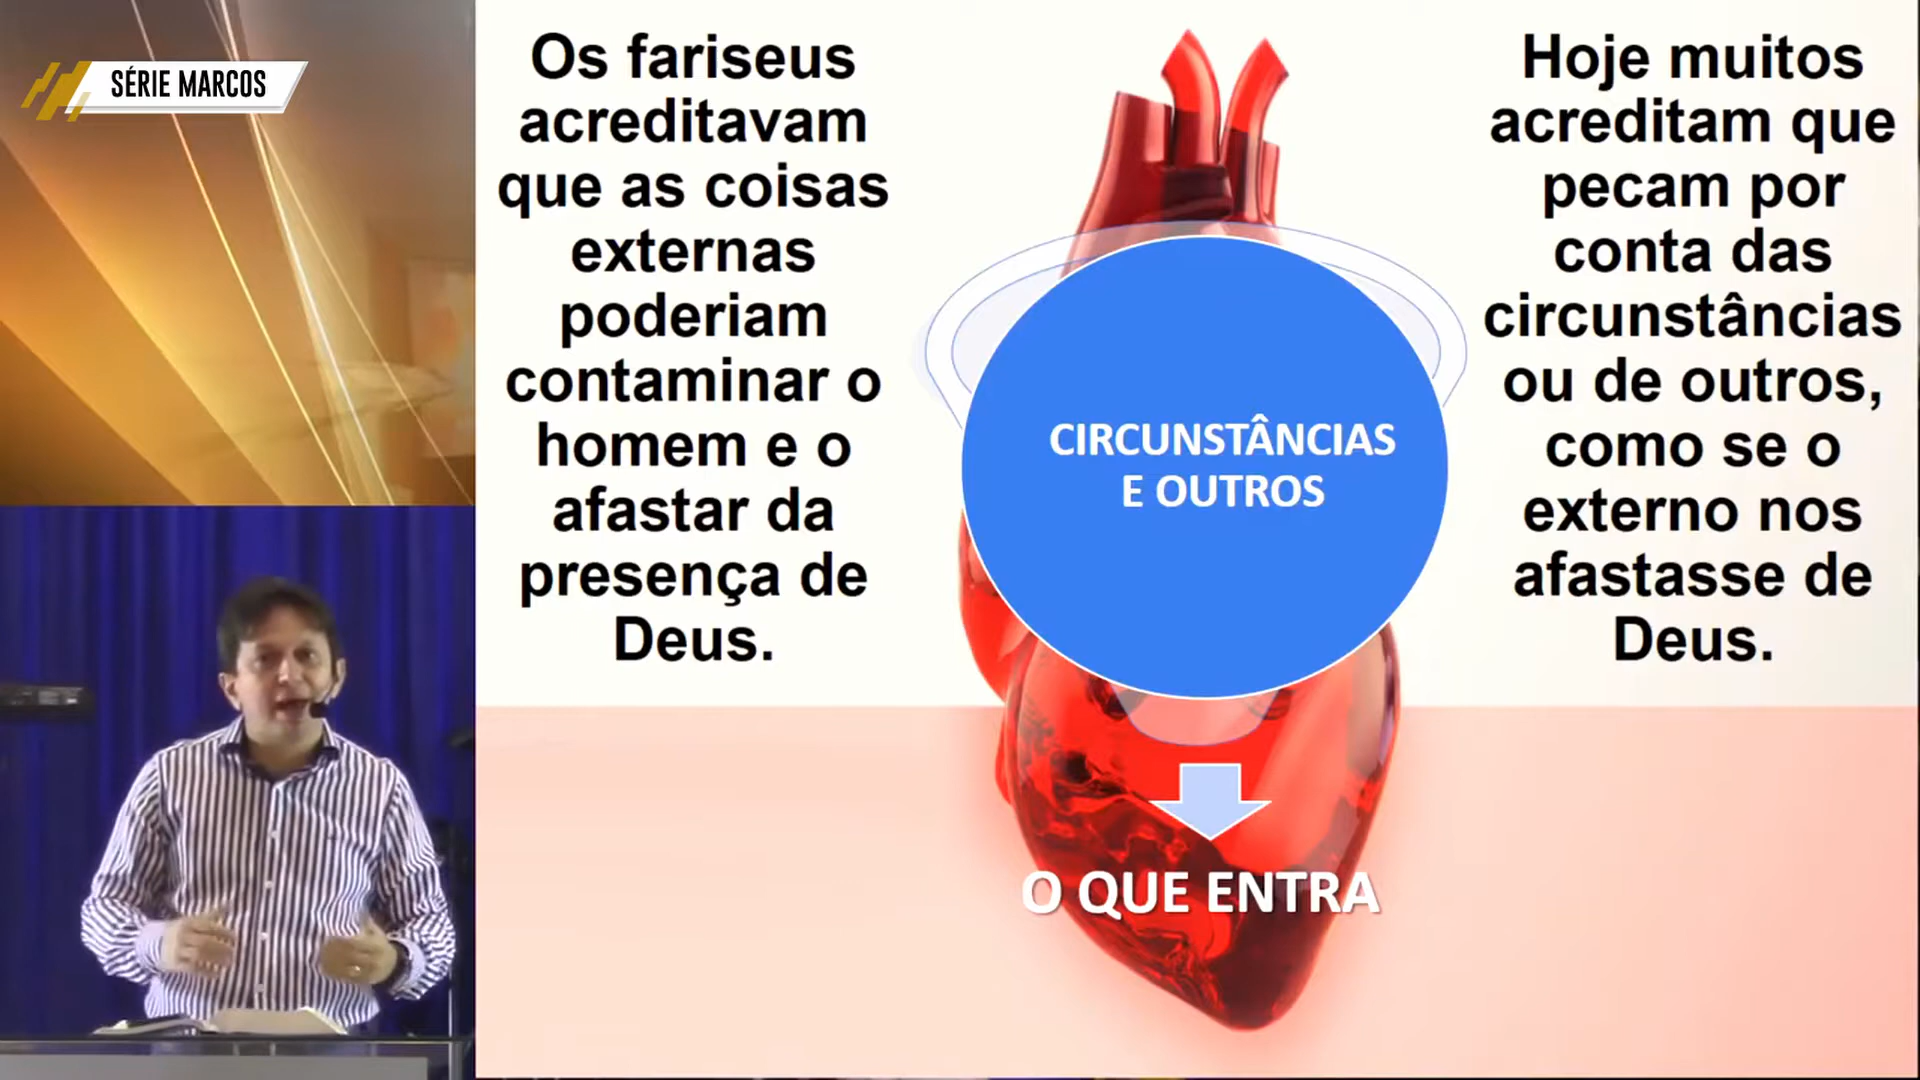 SÉRIE MARCOS
Os fariseus
acreditavam
que as coisas
externas
poderiam
contaminar o
homem e o
afastar da
presença de
Deus.
CIRCUNSTÂNCIAS
E OUTROS
O QUE ENTRA
Hoje muitos
acreditam que
pecam por
conta das
circunstâncias
ou de outros,
como se o
externo nos
afastasse de
Deus.